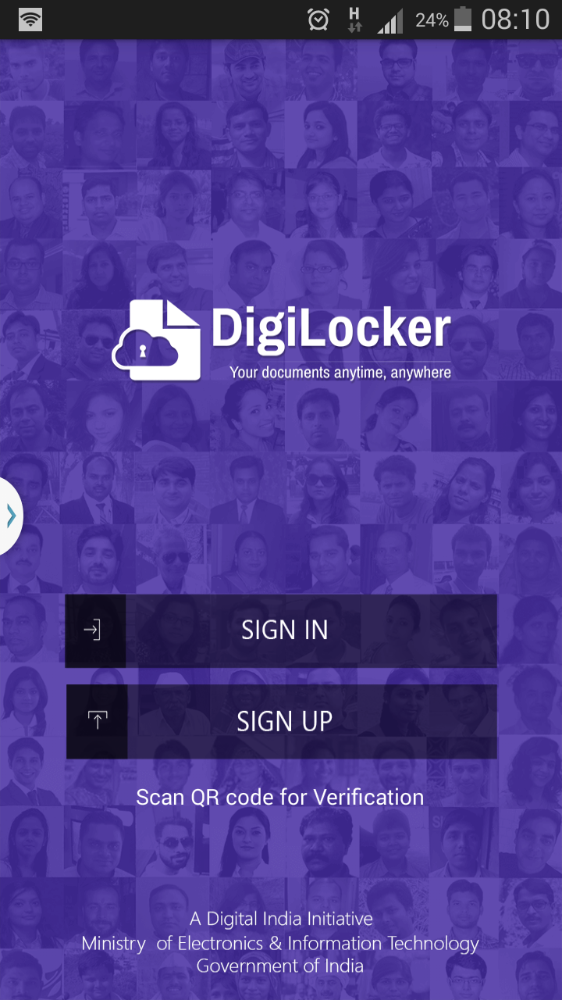 H 24% 08:10
DigiLocker
Your documents anytime, anywhere
SIGN IN
SIGN UP
Scan QR code for Verification
A Digital India Initiative
Ministry of Electronics & Information Technology
Government of India